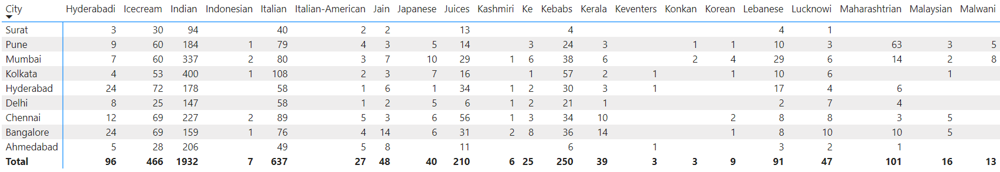 City Hyderabadi Icecream Indian Indonesian Italian Italian-American Jain Japanese Juices Kashmiri Ke Kebabs Kerala Keventers Konkan Korean Lebanese Lucknowi Maharashtrian Malaysian Malwani
Surat 3 30 94 40 2 2 13 4 4 1
Pune 9 60 184 1 79 4 3 5 14 3 24 3 1 1 10 3 63 3 5
Mumbai 7 60 337 2 80 3 7 10 29 1 6 38 6 2 4 29 6 14 2 8
Kolkata 4 53 400 1 108 2 3 7 16 1 57 2 1 1 10 6 1
Hyderabad 24 72 178 58 1 6 1 34 1 2 30 3 1 17 4 6
Delhi 8 25 147 58 1 2 5 6 1 2 21 1 2 7 4
Chennai 12 69 227 2 89 5 3 6 56 1 3 34 10 2 8 8 3 5
Bangalore 24 69 159 1 76 4 14 6 31 2 8 36 14 1 8 10 10 5
Ahmedabad 5 28 206 49 5 8 11 6 1 3 2 1
Total 96 466 1932 7 637 27 48 40 210 6 25 250 39 3 3 9 91 47 101 16 13